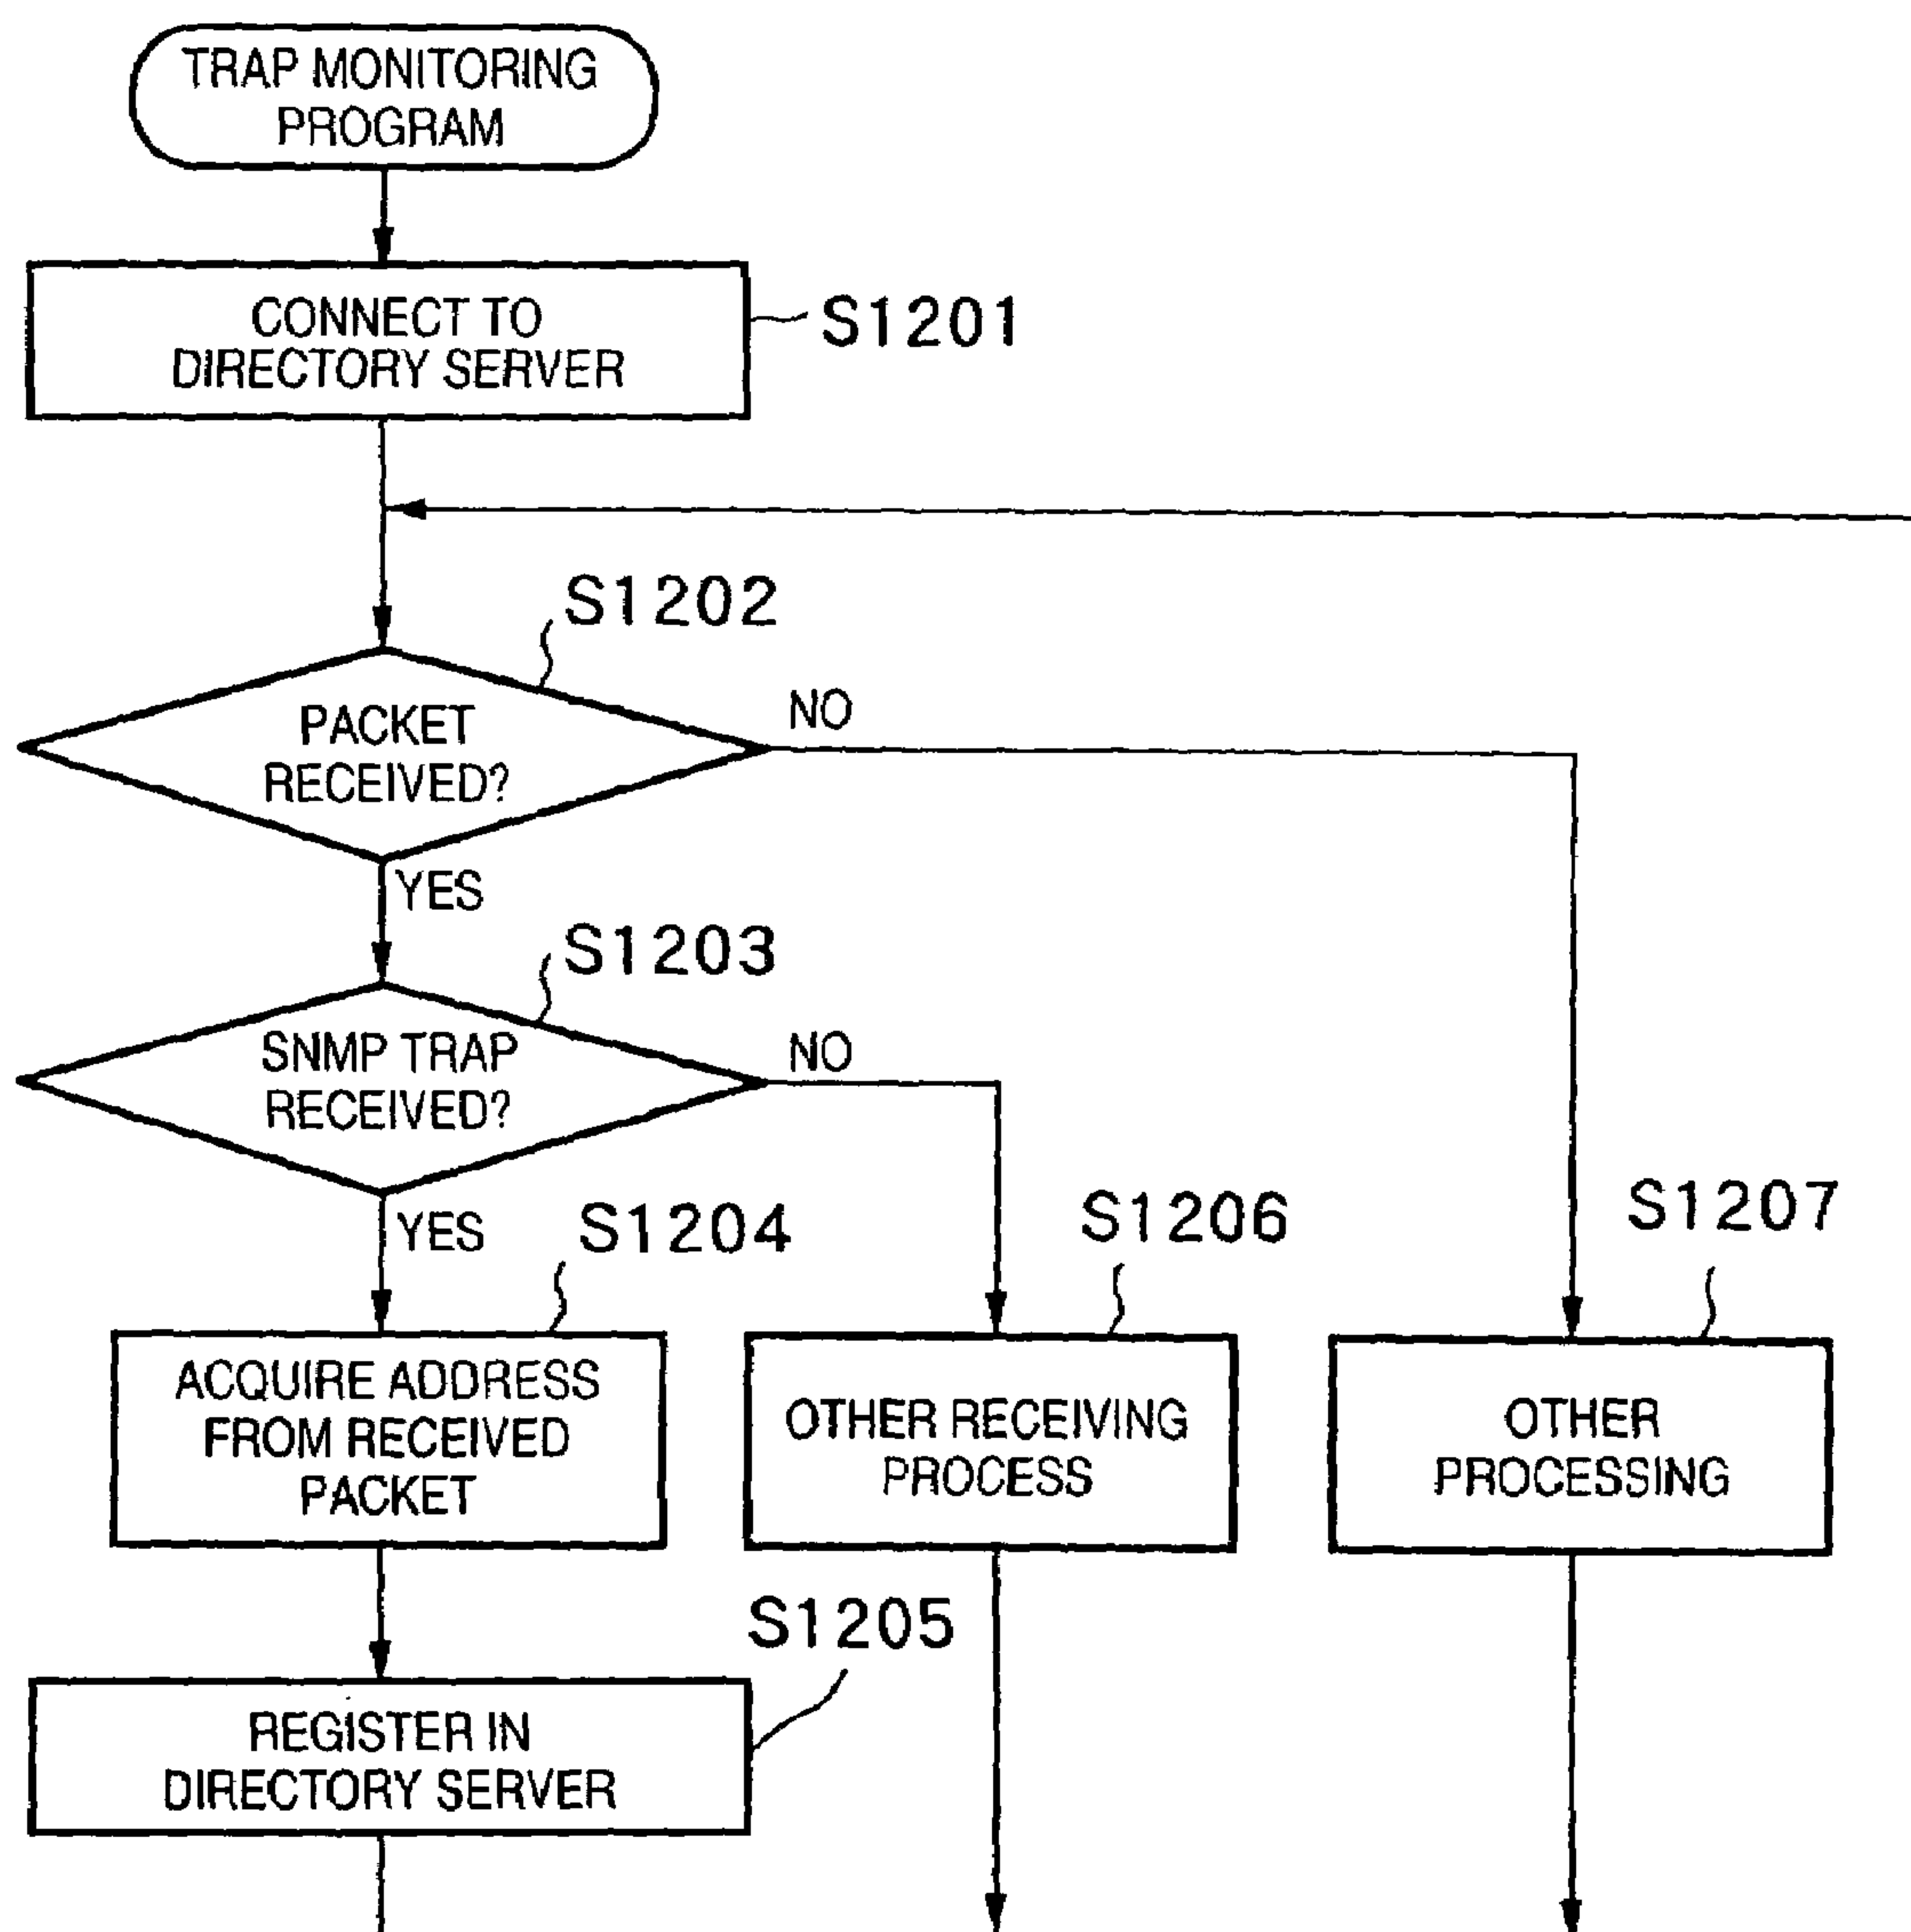 TRAP MONITORING
PROGRAM
CONNECT TO
DIRECTORY SERVER
S1201
S1202
PACKET
RECEIVED?
NO
YES
S1203
SNMP TRAP
RECEIVED?
NO
YES
S1204
S1206
S1207
ACQUIRE ADDRESS
FROM RECEIVED
PACKET
OTHER RECEIVING
PROCESS
OTHER
PROCESSING
S1205
REGISTER IN
DIRECTORY SERVER